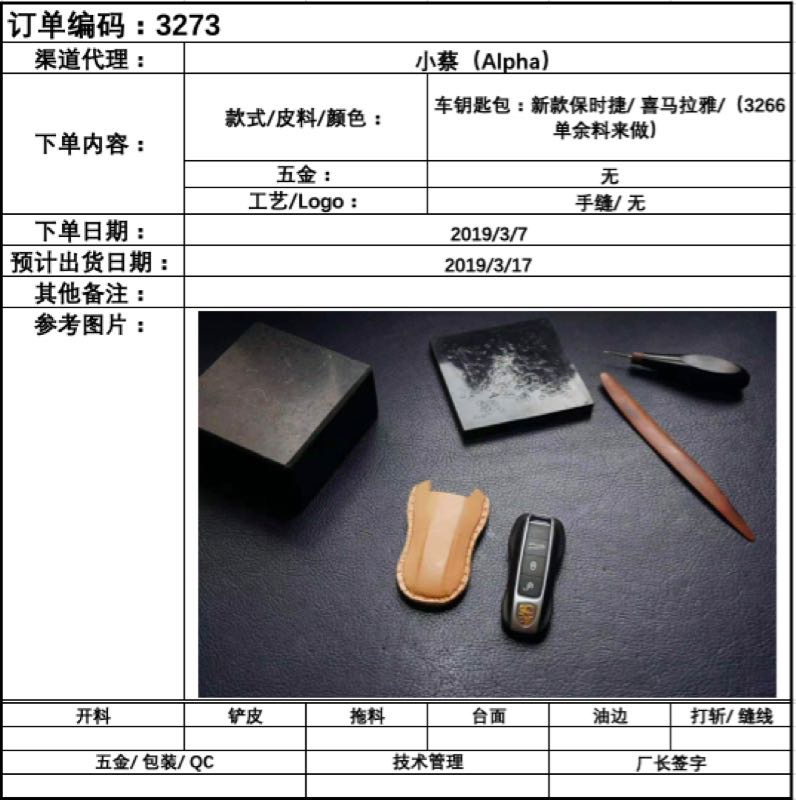 订单编码：3273
渠道代理：
小蔡（Alpha）
下单内容：
款式/皮料/颜色：
车钥匙包：新款保时捷/ 喜马拉雅/（3266
单余料来做）
五金：
无
工艺/Logo：
手缝/ 无
下单日期：
2019/3/7
预计出货日期：
2019/3/17
其他备注：
参考图片：
开料
铲皮
拖料
台面
油边
打斩/ 缝线
五金/ 包装/ QC
技术管理
厂长签字